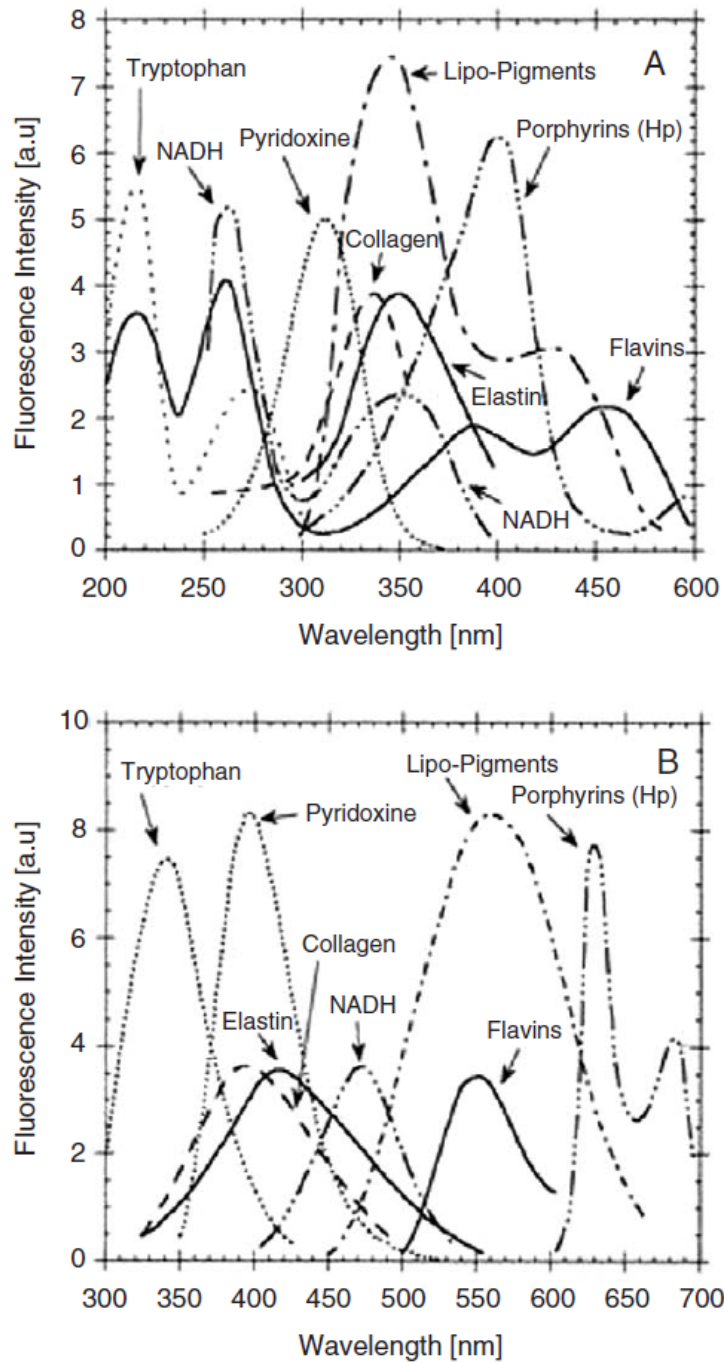 A
Tryptophan
NADH
Pyridoxine
Lipo-Pigments
Porphyrins (Hp)
Collagen
Elastin
Flavins
NADH
Fluorescence Intensity [a.u]
8
7
6
5
4
3
2
1
0
200 250 300 350 400 450 600
Wavelength [nm]
B
Tryptophan
Pyridoxine
Lipo-Pigments
Porphyrins (Hp)
Collagen
Elastin
NADH
Flavins
Fluorescence Intensity [a.u]
10
8
6
4
2
0
300 350 400 450 500 550 600 650 700
Wavelength [nm]